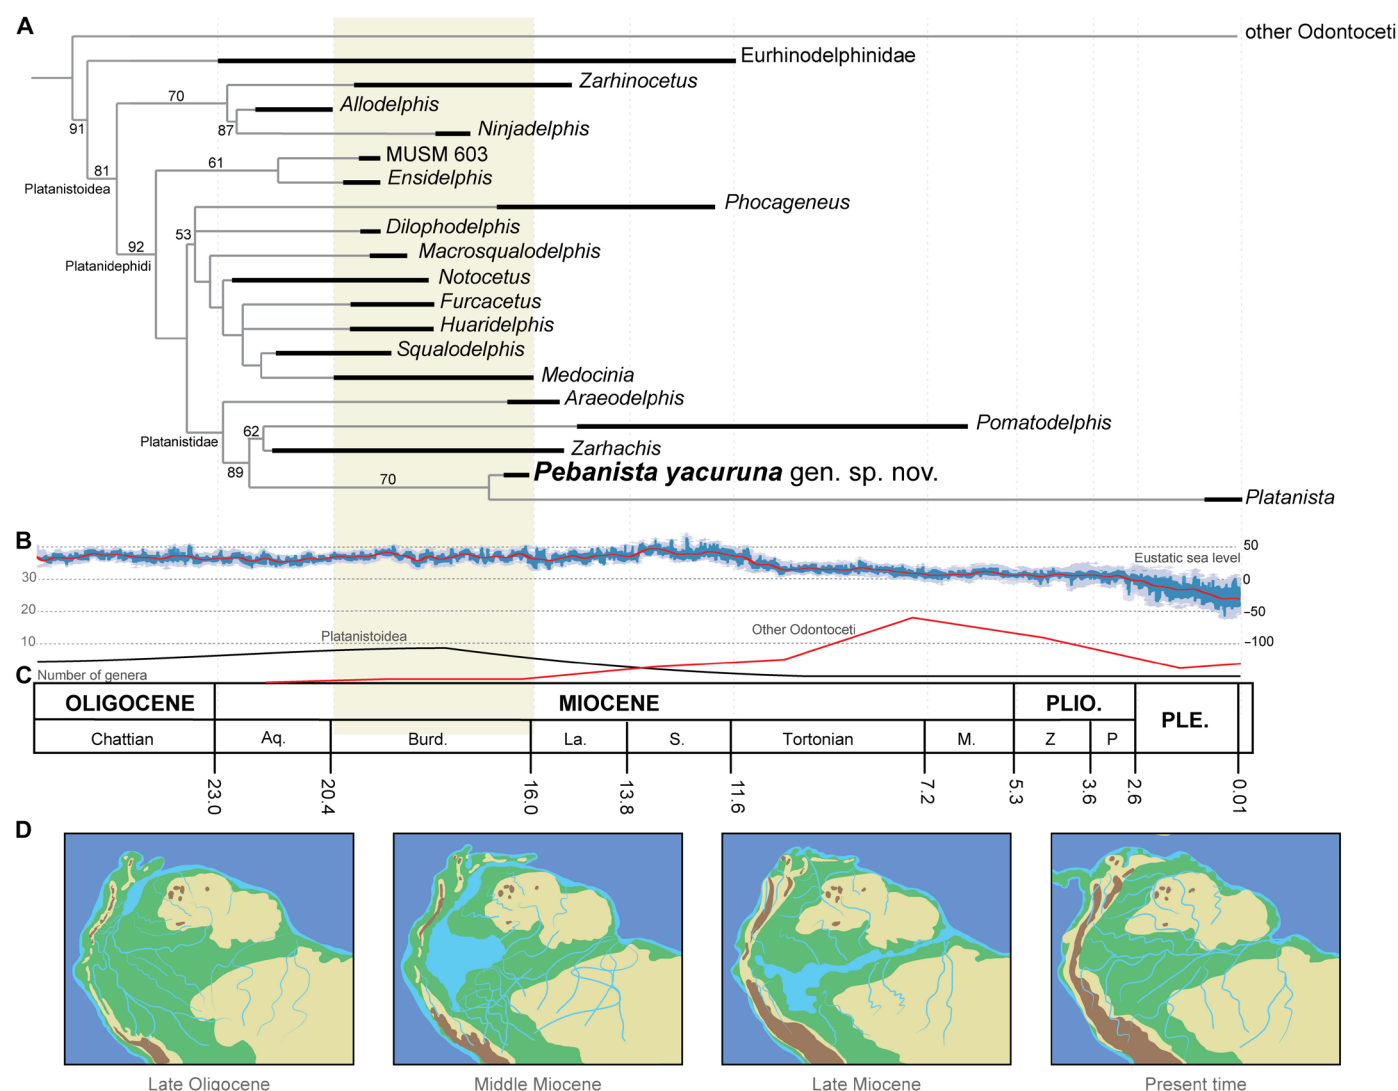 A
other Odontoceti
Eurhinodelphinidae
Zarhinocetus
70
Allodelphis
87
Ninjadelphis
91
MUSM 603
61
81
Ensidelphis
Platanistoidea
Phocageneus
Dilophodelphis
53
92
Macrosqualodelphis
Platanidephidi
Notocetus
Furcacetus
Huaridelphis
Squalodelphis
Medocinia
Araeodelphis
Pomatodelphis
62
Platanistidae
Zarhachis
89
Pebanista yacuruna gen. sp. nov.
70
Platanista
B
50
Eustatic sea level
30
0
20
−50
Other Odontoceti
Platanistoidea
10
−100
Number of genera
C
OLIGOCENE MIOCENE PLIO. PLE.
Chattian Aq. Burd. La. S. Tortonian M. Z P
23.0 20.4 16.0 13.8 11.6 7.2 5.3 3.6 2.6 0.01
D
Late Oligocene Middle Miocene Late Miocene Present time